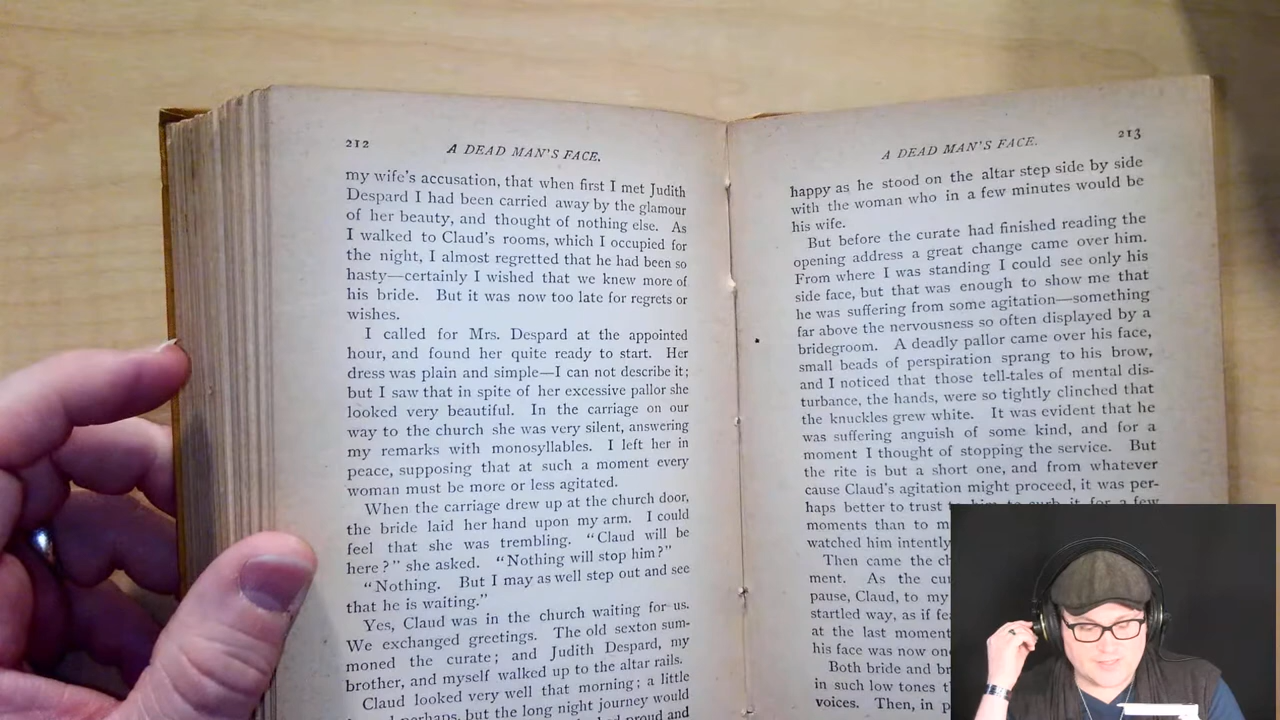 212
A DEAD MAN'S FACE.
my wife's accusation, that when first I met Judith
Despard I had been carried away by the glamour
of her beauty, and thought of nothing else. As
I walked to Claud's rooms, which I occupied for
the night, I almost regretted that he had been so
hasty—certainly I wished that we knew more of
his bride. But it was now too late for regrets or
wishes.
I called for Mrs. Despard at the appointed
hour, and found her quite ready to start. Her
dress was plain and simple—I can not describe it;
but I saw that in spite of her excessive pallor she
looked very beautiful. In the carriage on our
way to the church she was very silent, answering
my remarks with monosyllables. I left her in
peace, supposing that at such a moment every
woman must be more or less agitated.
When the carriage drew up at the church door,
the bride laid her hand upon my arm. I could
feel that she was trembling. “Claud will be
here?” she asked. “Nothing will stop him?”
“Nothing. But I may as well step out and see
that he is waiting.”
Yes, Claud was in the church waiting for us.
We exchanged greetings. The old sexton sum-
moned the curate; and Judith Despard, my
brother, and myself walked up to the altar rails.
Claud looked very well that morning; a little
perhaps, but the long night journey would
proud and
A DEAD MAN'S FACE.
213
happy as he stood on the altar step side by side
with the woman who in a few minutes would be
his wife.
But before the curate had finished reading the
opening address a great change came over him.
From where I was standing I could see only his
side face, but that was enough to show me that
he was suffering from some agitation—something
far above the nervousness so often displayed by a
bridegroom. A deadly pallor came over his face,
small beads of perspiration sprang to his brow,
and I noticed that those tell-tales of mental dis-
turbance, the hands, were so tightly clinched that
the knuckles grew white. It was evident that he
was suffering anguish of some kind, and for a
moment I thought of stopping the service. But
the rite is but a short one, and from whatever
cause Claud's agitation might proceed, it was per-
haps better to trust to him to curb it for a few
moments than to
watched him intently
Then came the
ment. As the
pause, Claud, to my
startled way, as if
at the last moment
his face was now
Both bride and
in such low tones
voices. Then, in